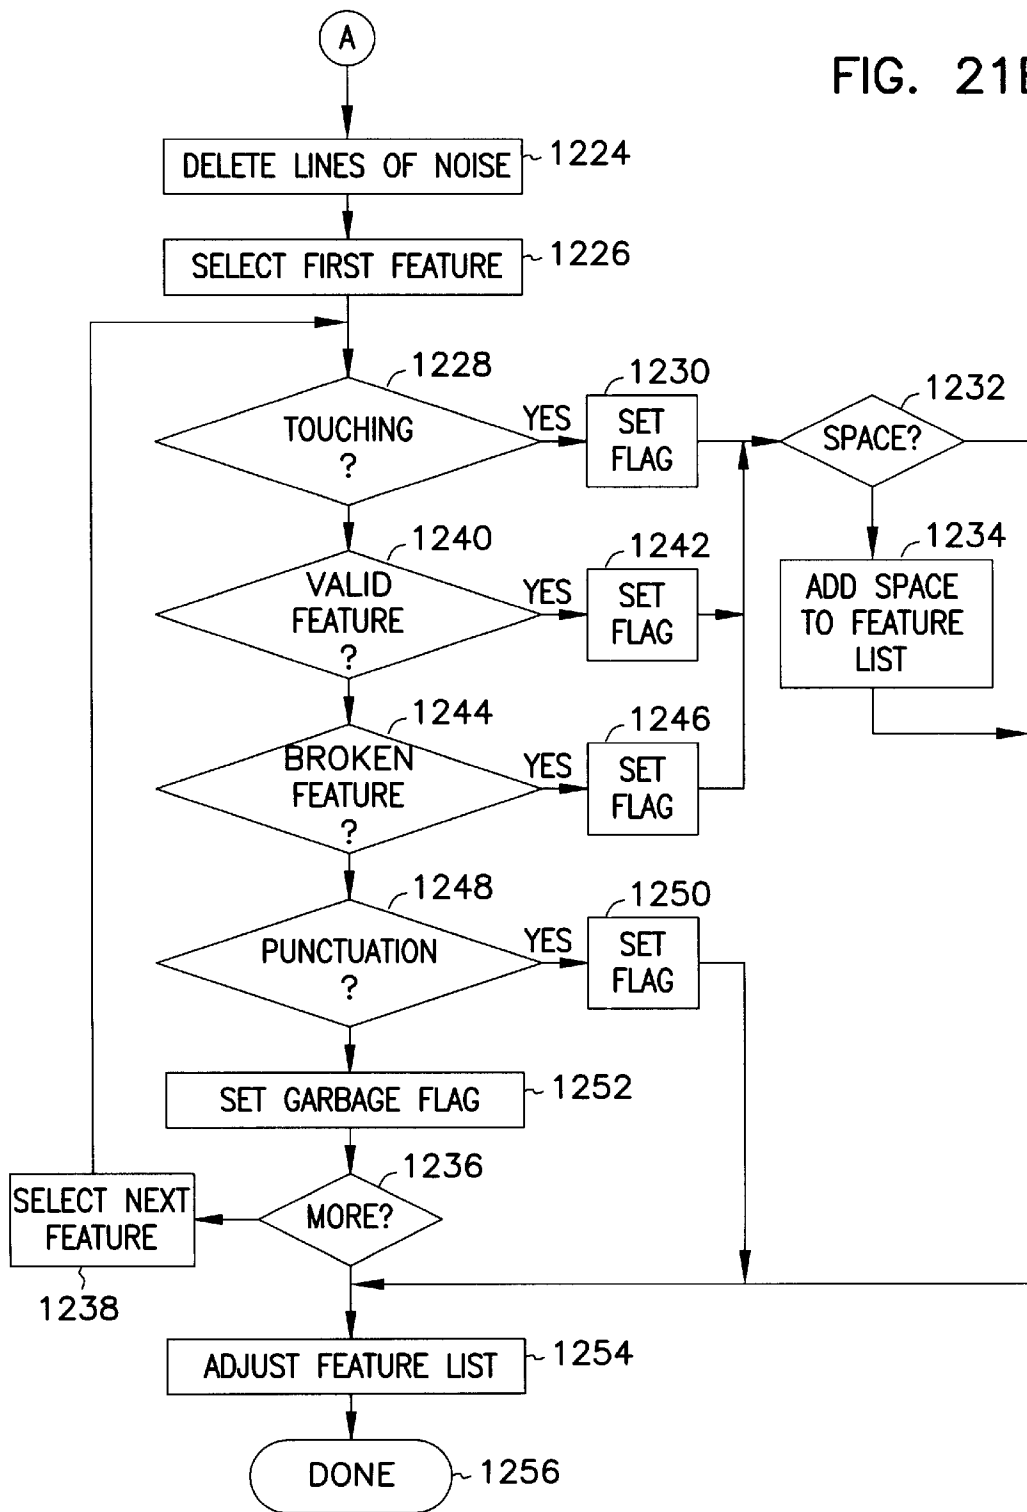 A
FIG. 21B
DELETE LINES OF NOISE
1224
SELECT FIRST FEATURE
1226
1228
TOUCHING
?
YES
1230
SET
FLAG
1232
SPACE?
1234
ADD SPACE
TO FEATURE
LIST
1240
VALID
FEATURE
?
YES
1242
SET
FLAG
1244
BROKEN
FEATURE
?
YES
1246
SET
FLAG
1248
PUNCTUATION
?
YES
1250
SET
FLAG
SET GARBAGE FLAG
1252
1236
MORE?
SELECT NEXT
FEATURE
1238
ADJUST FEATURE LIST
1254
DONE
1256